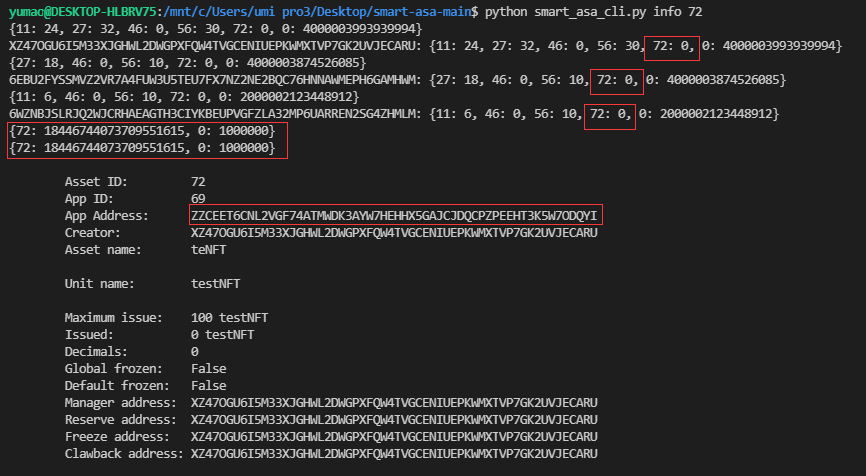 yumao@DESKTOP-HLBRV75:/mnt/c/Users/umi pro3/Desktop/smart-asa-main$ python smart_asa_cli.py info 72
{11: 24, 27: 32, 46: 0, 56: 30, 72: 0, 0: 4000003993939994}
XZ47OGU6I5M33XJGHWL2DWGPXFQW4TVGCENIUEPKWMXTVP7GK2UVJECARU: {11: 24, 27: 32, 46: 0, 56: 30, 72: 0, 0: 4000003993939994}
{27: 18, 46: 0, 56: 10, 72: 0, 0: 4000003874526085}
6EBU2FYSSMVZ2VR7A4FUW3U5TEU7FX7NZ2NE2BQC76HNNAWMEPH6GAMHWM: {27: 18, 46: 0, 56: 10, 72: 0, 0: 4000003874526085}
{11: 6, 46: 0, 56: 10, 72: 0, 0: 2000002123448912}
6WZNBJSLRJQ2WJCRHAEAGTH3CIYKBEUPVGFZLA32MP6UARREN2SG4ZHMLM: {11: 6, 46: 0, 56: 10, 72: 0, 0: 2000002123448912}
{72: 18446744073709551615, 0: 1000000}
{72: 18446744073709551615, 0: 1000000}
Asset ID: 72
App ID: 69
App Address: ZZCEET6CNL2VGF74ATMWDK3AYW7HEHHX5GAJCJDQCPZPEEHT3K5W7ODQYI
Creator: XZ47OGU6I5M33XJGHWL2DWGPXFQW4TVGCENIUEPKWMXTVP7GK2UVJECARU
Asset name: teNFT
Unit name: testNFT
Maximum issue: 100 testNFT
Issued: 0 testNFT
Decimals: 0
Global frozen: False
Default frozen: False
Manager address: XZ47OGU6I5M33XJGHWL2DWGPXFQW4TVGCENIUEPKWMXTVP7GK2UVJECARU
Reserve address: XZ47OGU6I5M33XJGHWL2DWGPXFQW4TVGCENIUEPKWMXTVP7GK2UVJECARU
Freeze address: XZ47OGU6I5M33XJGHWL2DWGPXFQW4TVGCENIUEPKWMXTVP7GK2UVJECARU
Clawback address: XZ47OGU6I5M33XJGHWL2DWGPXFQW4TVGCENIUEPKWMXTVP7GK2UVJECARU